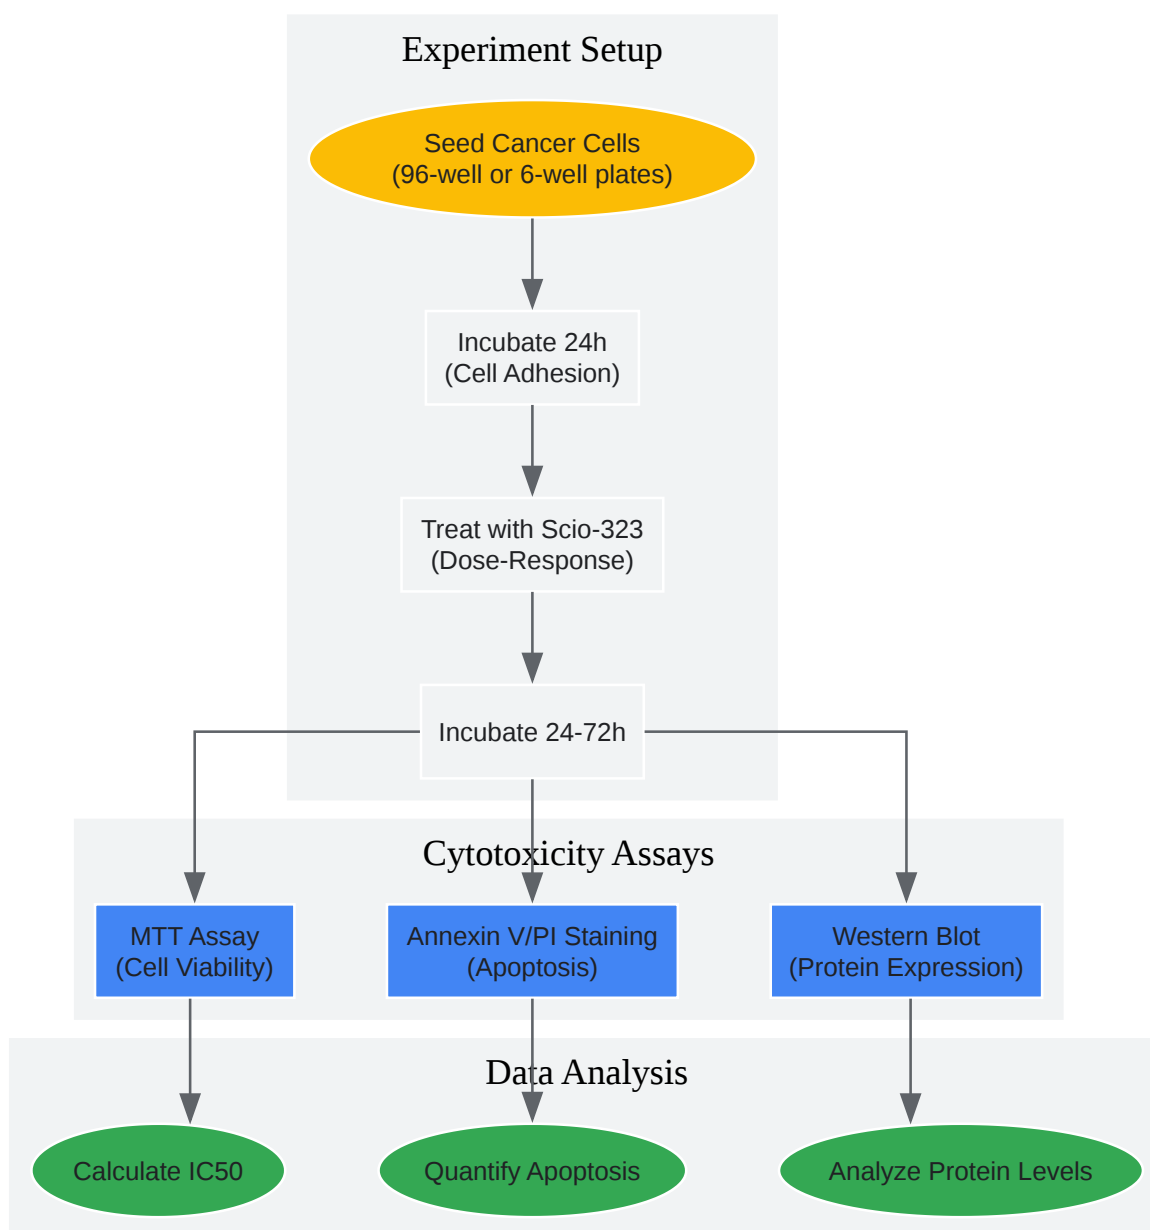 Experiment Setup
Seed Cancer Cells
(96-well or 6-well plates)
Incubate 24h
(Cell Adhesion)
Treat with Scio-323
(Dose-Response)
Incubate 24-72h
Cytotoxicity Assays
MTT Assay
(Cell Viability)
Annexin V/PI Staining
(Apoptosis)
Western Blot
(Protein Expression)
Data Analysis
Calculate IC50
Quantify Apoptosis
Analyze Protein Levels